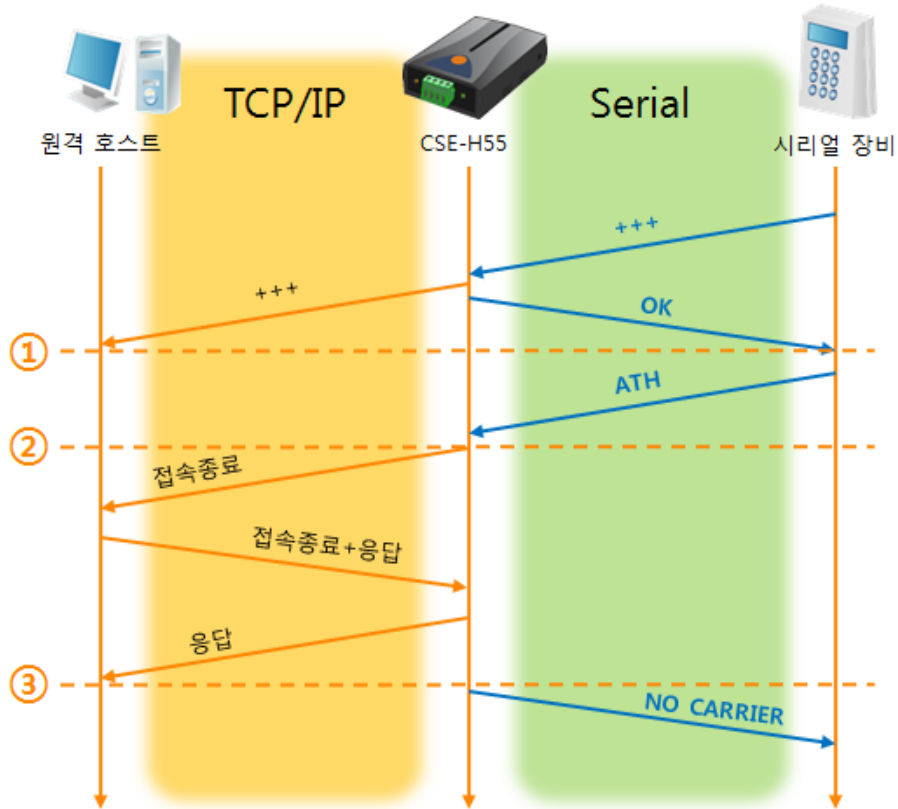 TCP/IP
Serial
원격 호스트
CSE-H55
시리얼 장비
+++
+++
OK
①
ATH
②
접속종료
접속종료+응답
응답
③
NO CARRIER